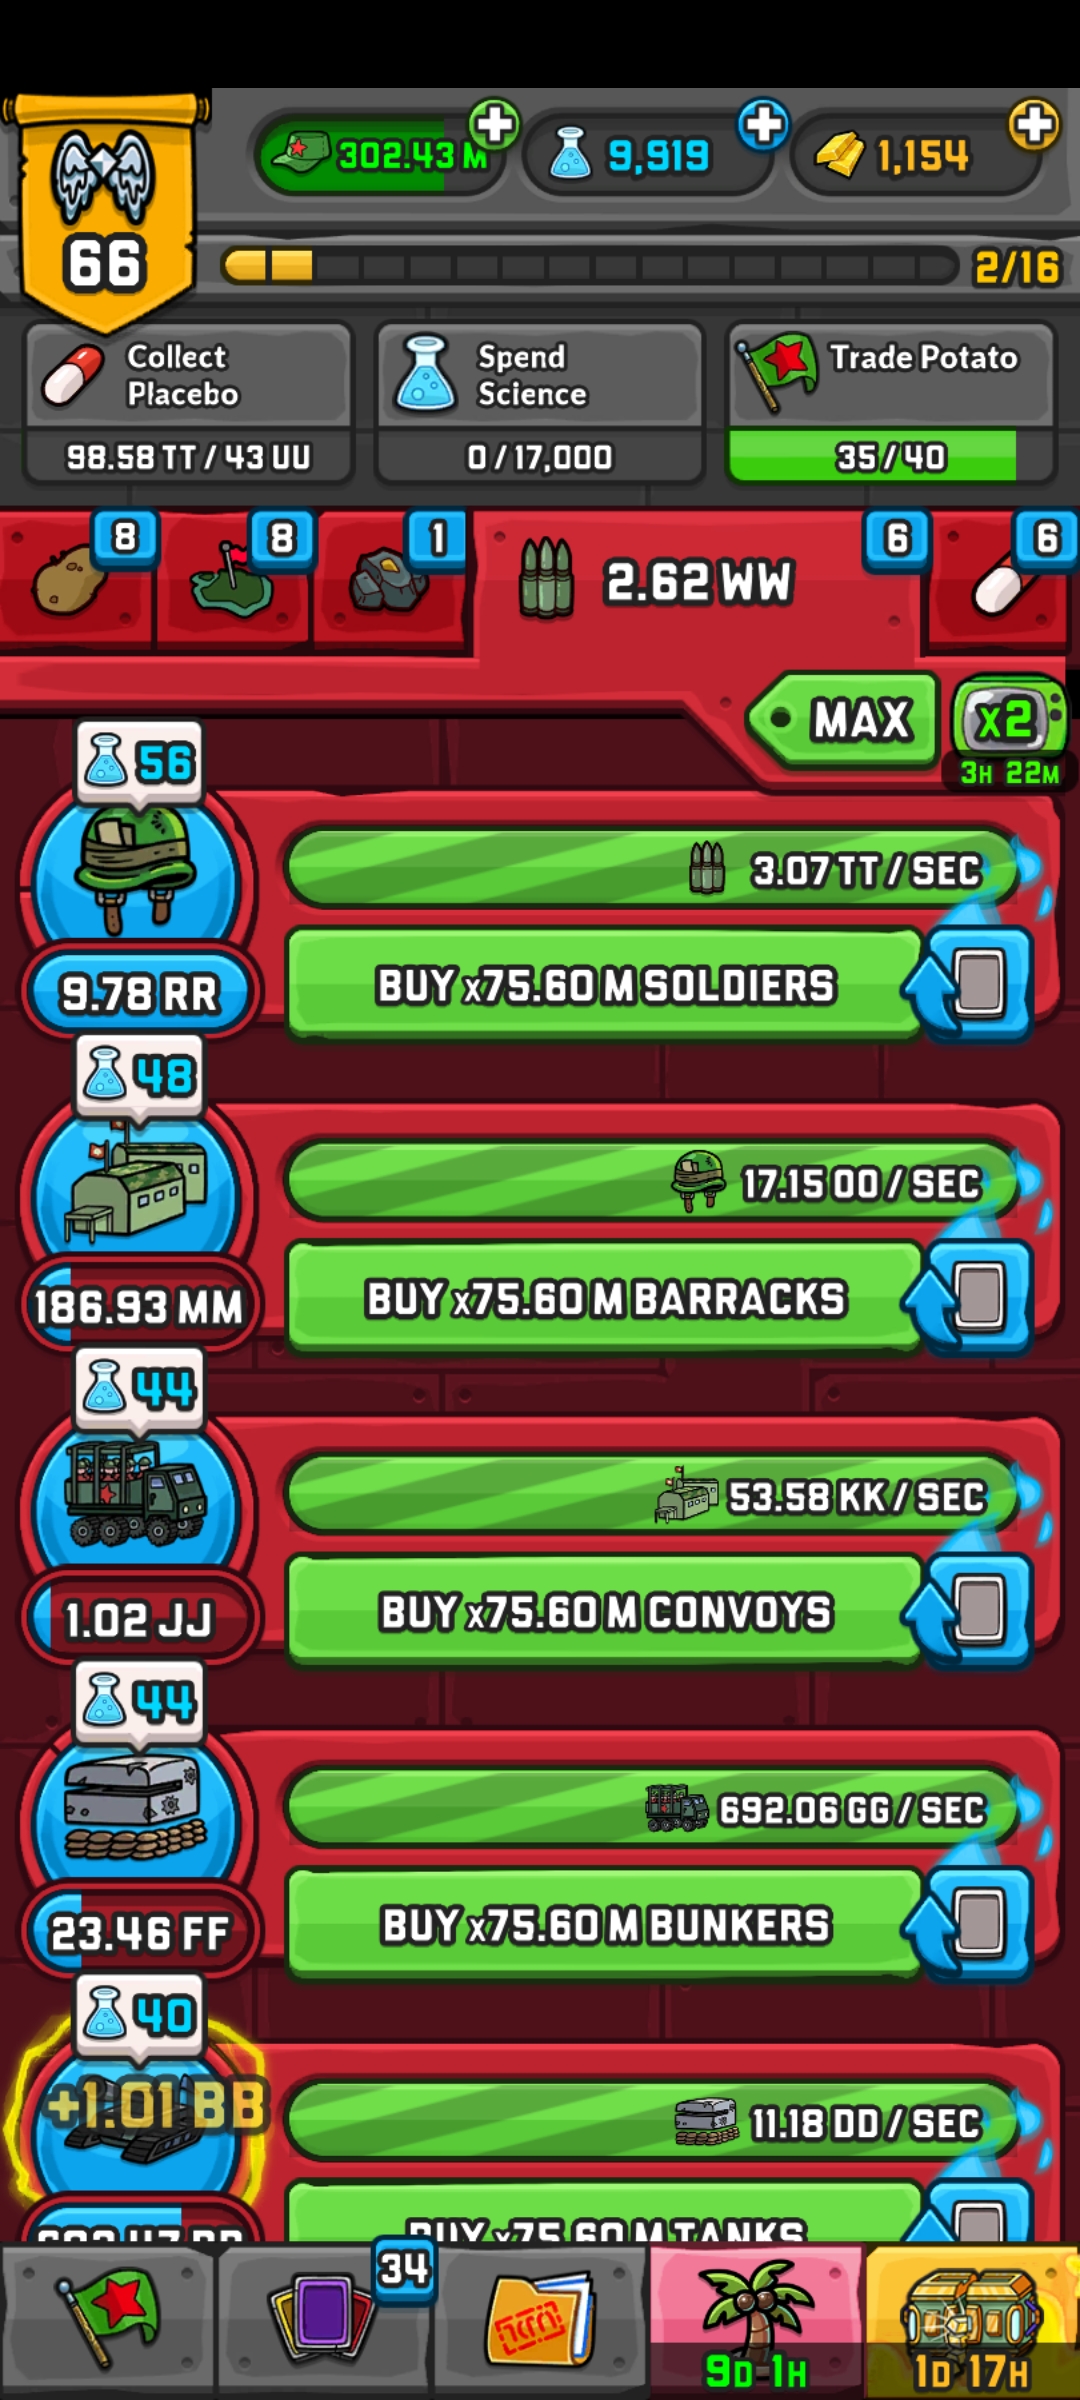 302.43 M
9,919
1,154
66
2/16
Collect
Placebo
98.58 TT / 43 UU
Spend
Science
0 / 17,000
Trade Potato
35 / 40
8
8
1
2.62 WW
6
6
MAX
x2
3H 22M
56
3.07 TT / SEC
BUY x75.60 M SOLDIERS
9.78 RR
48
17.15 OO / SEC
BUY x75.60 M BARRACKS
186.93 MM
44
53.58 KK / SEC
BUY x75.60 M CONVOYS
1.02 JJ
44
692.06 GG / SEC
BUY x75.60 M BUNKERS
23.46 FF
40
+1.01 BB
11.18 DD / SEC
BUY x75.60 M TANKS
34
9D 1H
1D 17H